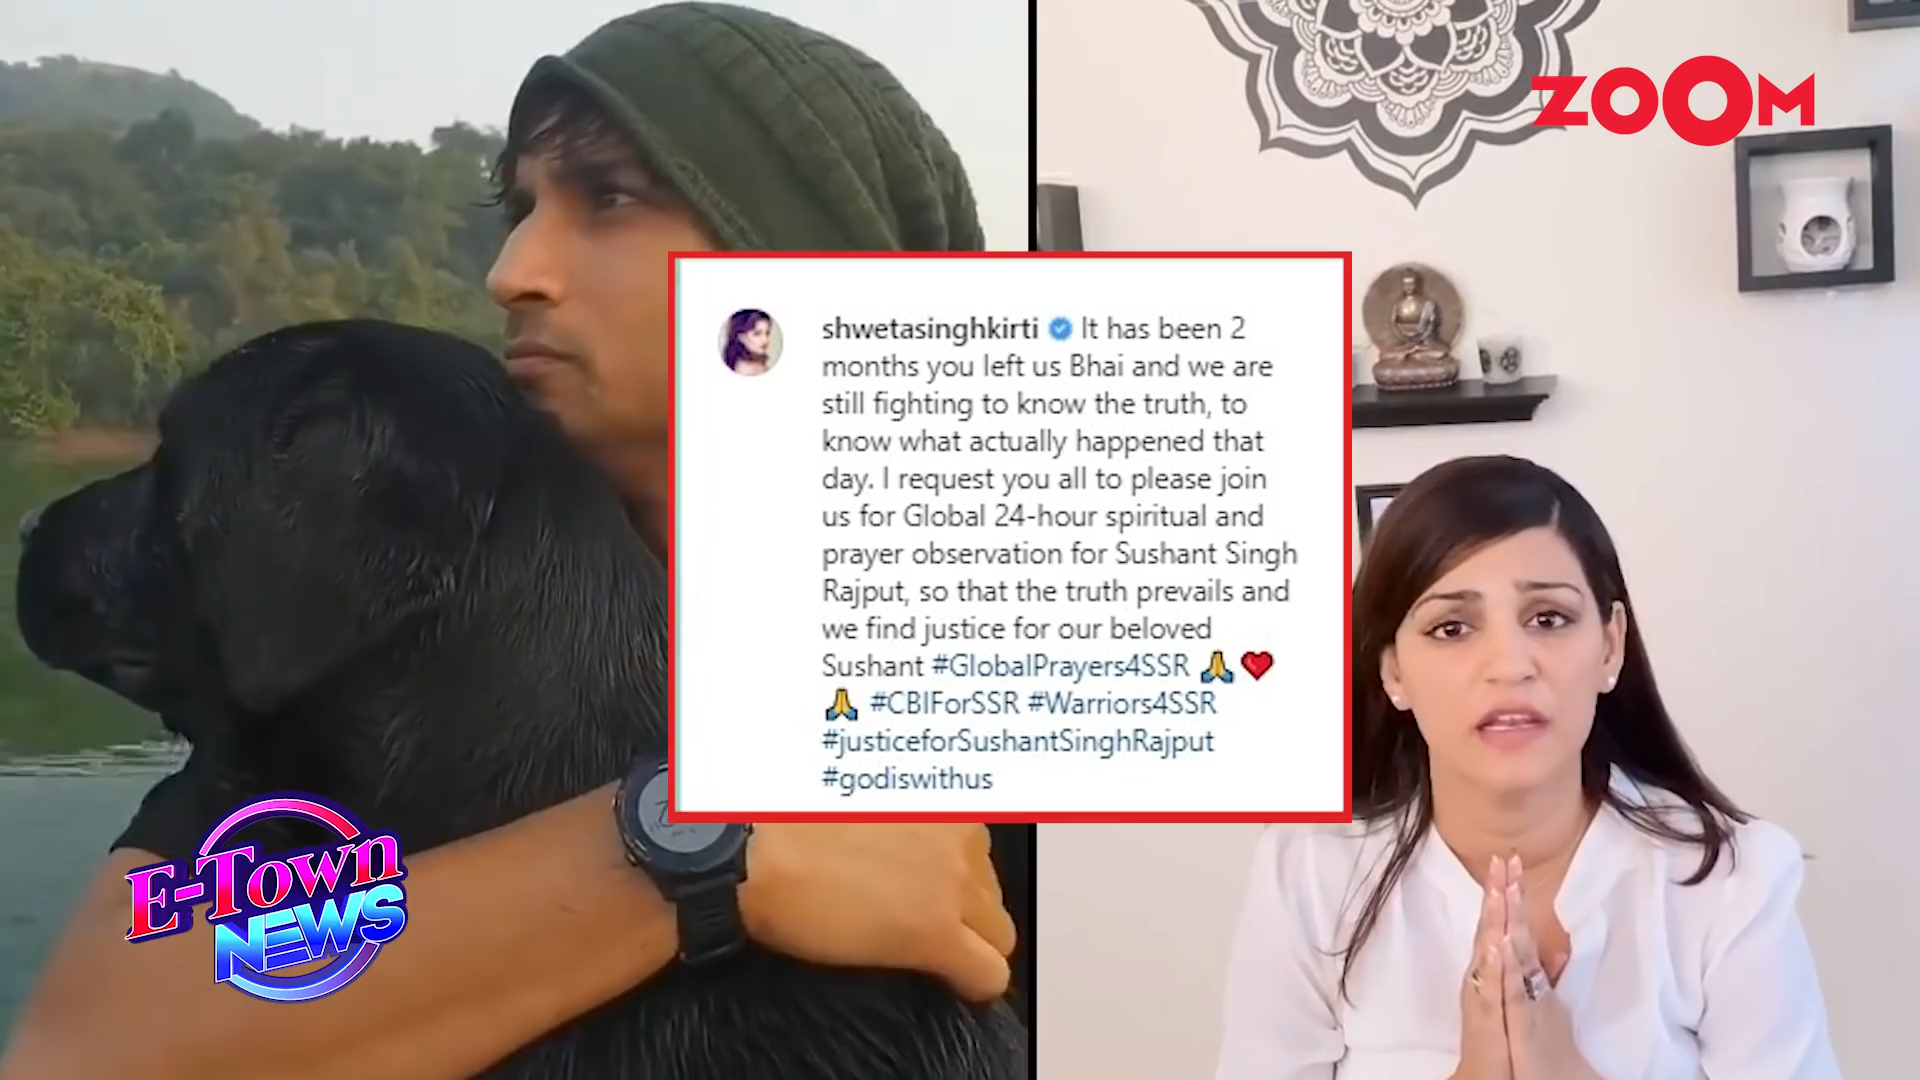 ZOOM
shwetasinghkirti It has been 2
months you left us Bhai and we are
still fighting to know the truth, to
know what actually happened that
day. I request you all to please join
us for Global 24-hour spiritual and
prayer observation for Sushant Singh
Rajput, so that the truth prevails and
we find justice for our beloved
Sushant #GlobalPrayers4SSR 🙏❤️
🙏 #CBIForSSR #Warriors4SSR
#justiceforSushantSinghRajput
#godiswithus
E-Town
NEWS